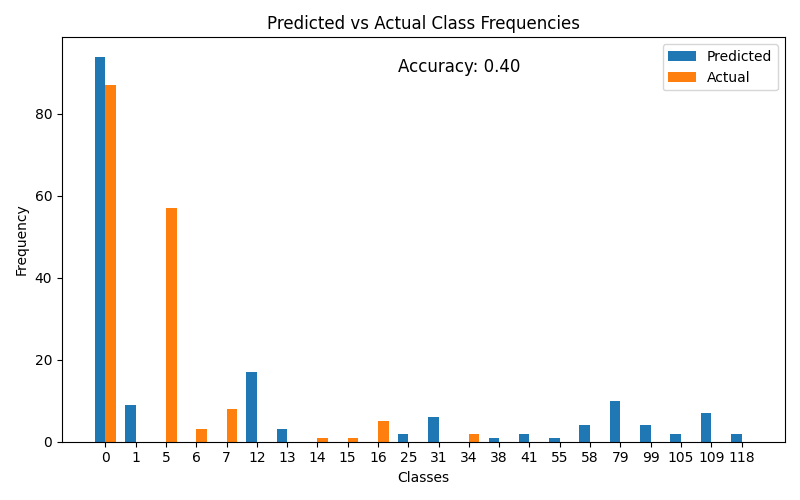 Predicted vs Actual Class Frequencies
Accuracy: 0.40
Predicted
Actual
80
60
40
20
0
Frequency
0 1 5 6 7 12 13 14 15 16 25 31 34 38 41 55 58 79 99 105 109 118
Classes